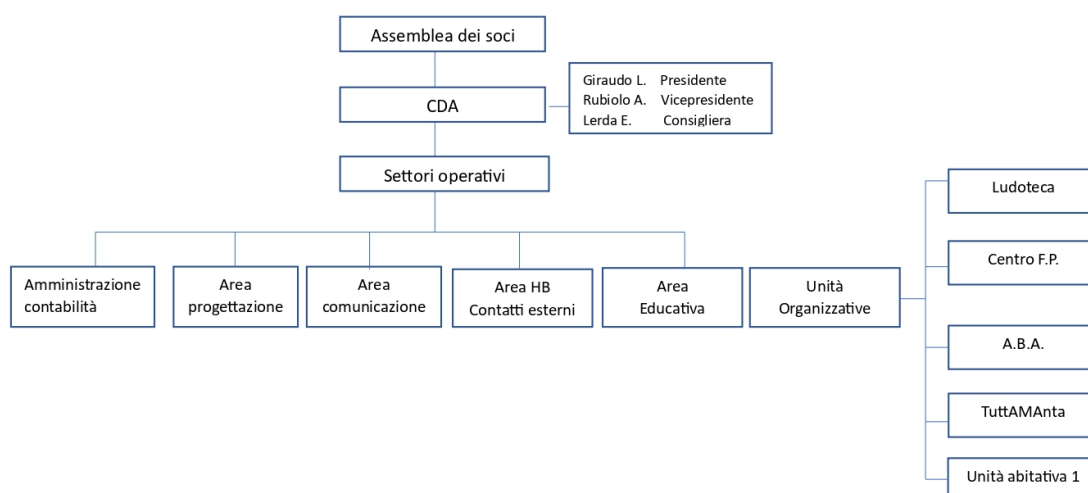 Assemblea dei soci
CDA
Giraudo L. Presidente
Rubiolo A. Vicepresidente
Lerda E. Consigliera
Settori operativi
Amministrazione
contabilità
Area
progettazione
Area
comunicazione
Area HB
Contatti esterni
Area
Educativa
Unità
Organizzative
Ludoteca
Centro F.P.
A.B.A.
TuttAMAnta
Unità abitativa 1